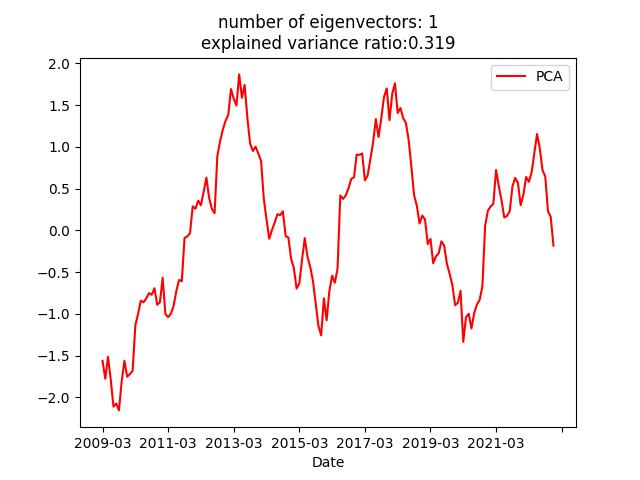 number of eigenvectors: 1
explained variance ratio:0.319
PCA
2.0
1.5
1.0
0.5
0.0
−0.5
−1.0
−1.5
−2.0
2009-03 2011-03 2013-03 2015-03 2017-03 2019-03 2021-03
Date